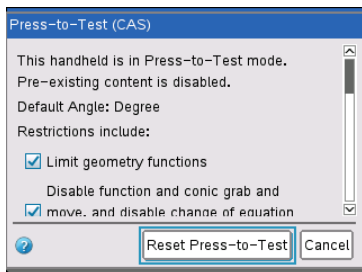 Press-to-Test (CAS)
This handheld is in Press-to-Test mode.
Pre-existing content is disabled.
Default Angle: Degree
Restrictions include:
Limit geometry functions
Disable function and conic grab and
move, and disable change of equation
Reset Press-to-Test
Cancel